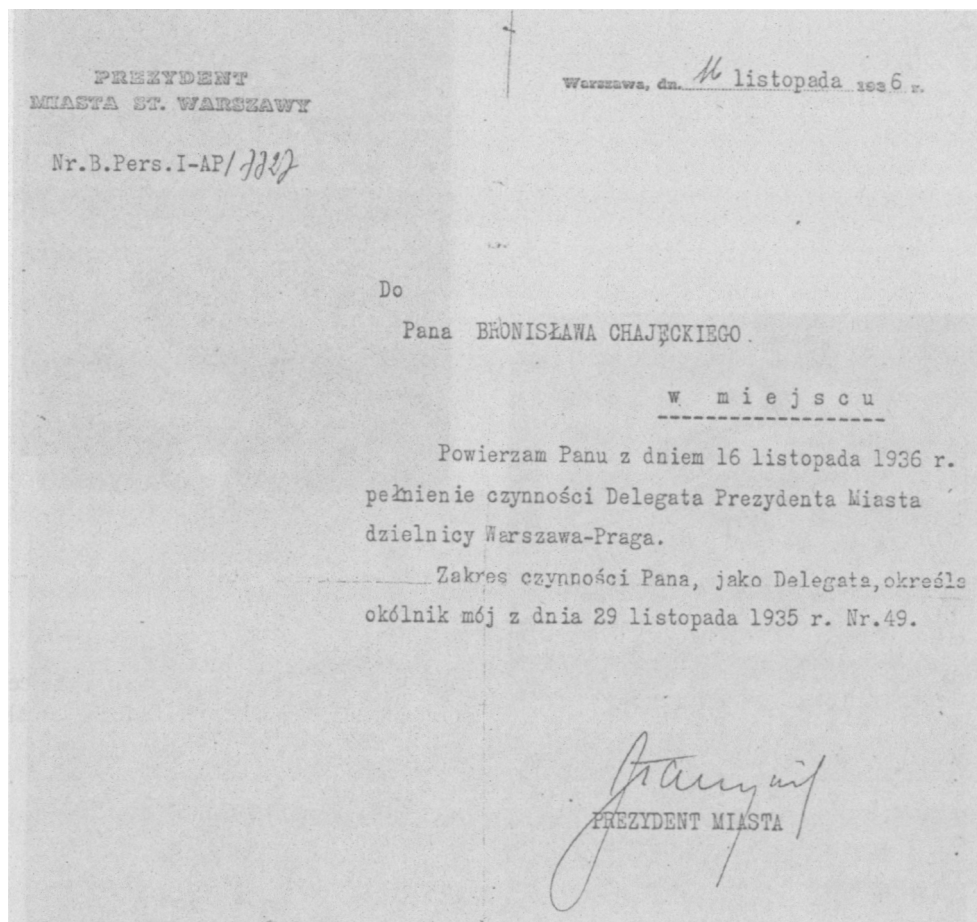 PREZYDENT
MIASTA ST. WARSZAWY
Warszawa, dn. 16 listopada 1936 r.
Nr.B.Pers.I-AP/
Do
Pana BRONISŁAWA CHAJĘCKIEGO.
w miejscu
Powierzam Panu z dniem 16 listopada 1936 r.
pełnienie czynności Delegata Prezydenta Miasta
dzielnicy Warszawa-Praga.
Zakres czynności Pana, jako Delegata,określa
okólnik mój z dnia 29 listopada 1935 r. Nr.49.
PREZYDENT MIASTA